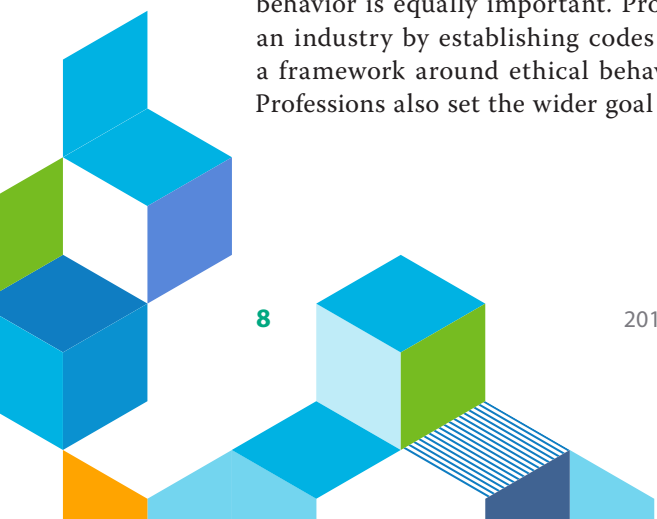 behavior is equally important.
an industry by establishing codes
a framework around ethical
Professions also set the wider goal
8